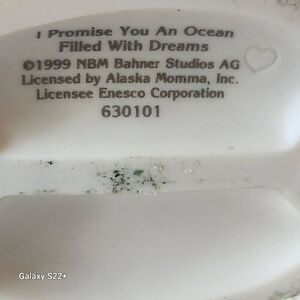 I Promise You An Ocean
Filled With Dreams
©1999 NBM Bahner Studios AG
Licensed by Alaska Momma, Inc.
Licensee Enesco Corporation
630101
Galaxy S22+